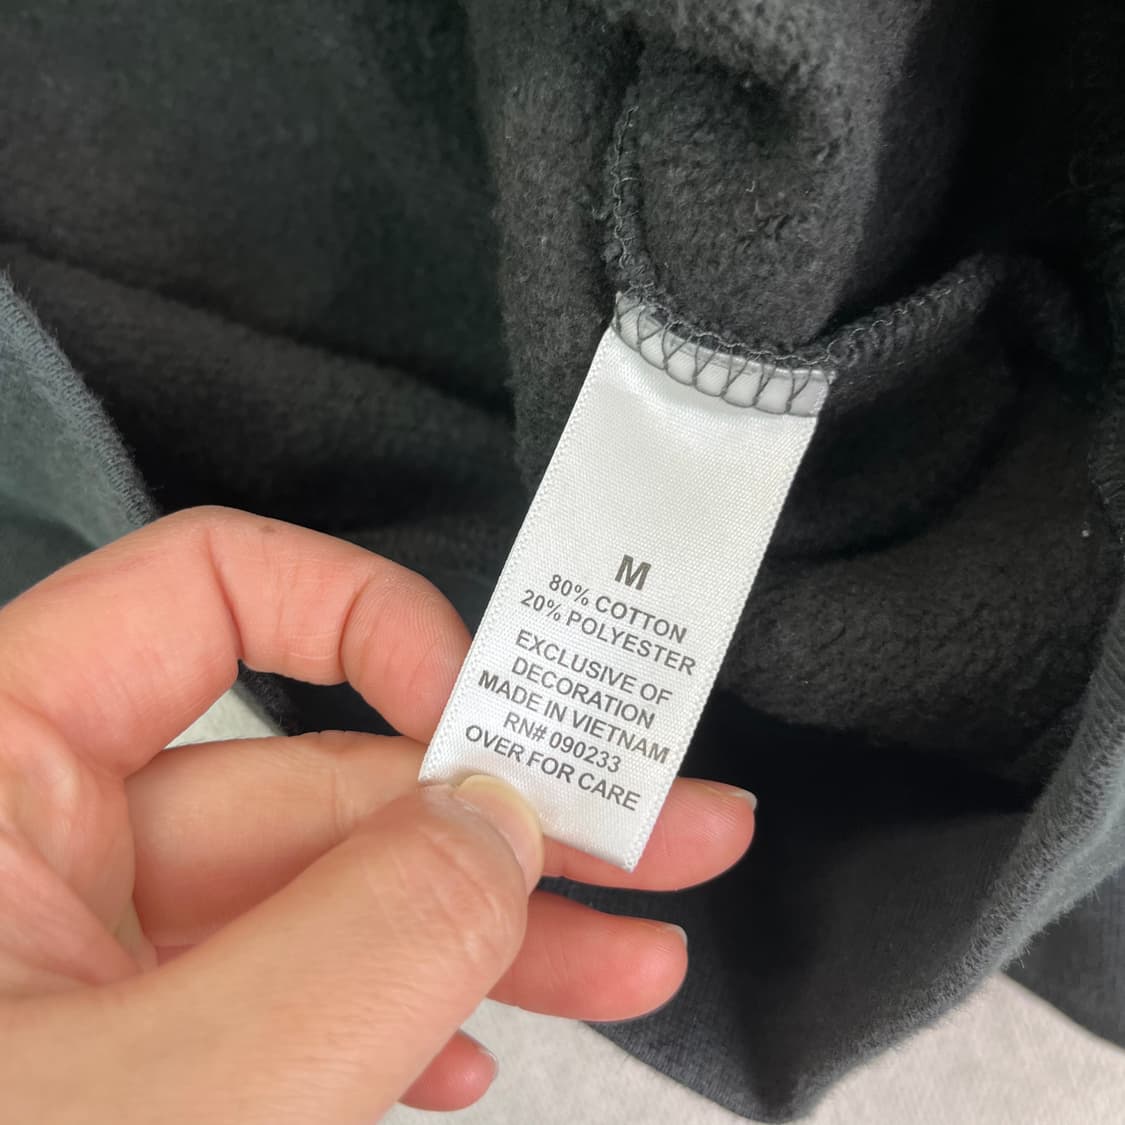 M
80% COTTON
20% POLYESTER
EXCLUSIVE OF
DECORATION
MADE IN VIETNAM
RN# 090233
OVER FOR CARE